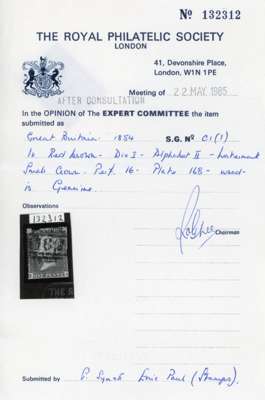 Nº 132312
THE ROYAL PHILATELIC SOCIETY
LONDON
41, Devonshire Place,
London, W1N 1PE
Meeting of 22 MAY 1985
AFTER CONSULTATION
In the OPINION of The EXPERT COMMITTEE the item
submitted as
Great Britain 1854 S.G. Nº C1(1)
1d Red brown - Die I - Alphabet II -
Small Crown - Perf. 16 - Plate 168 - used -
is Genuine.
Observations
132312
Chairman
Submitted by P. Lynch Paul (Stamps).